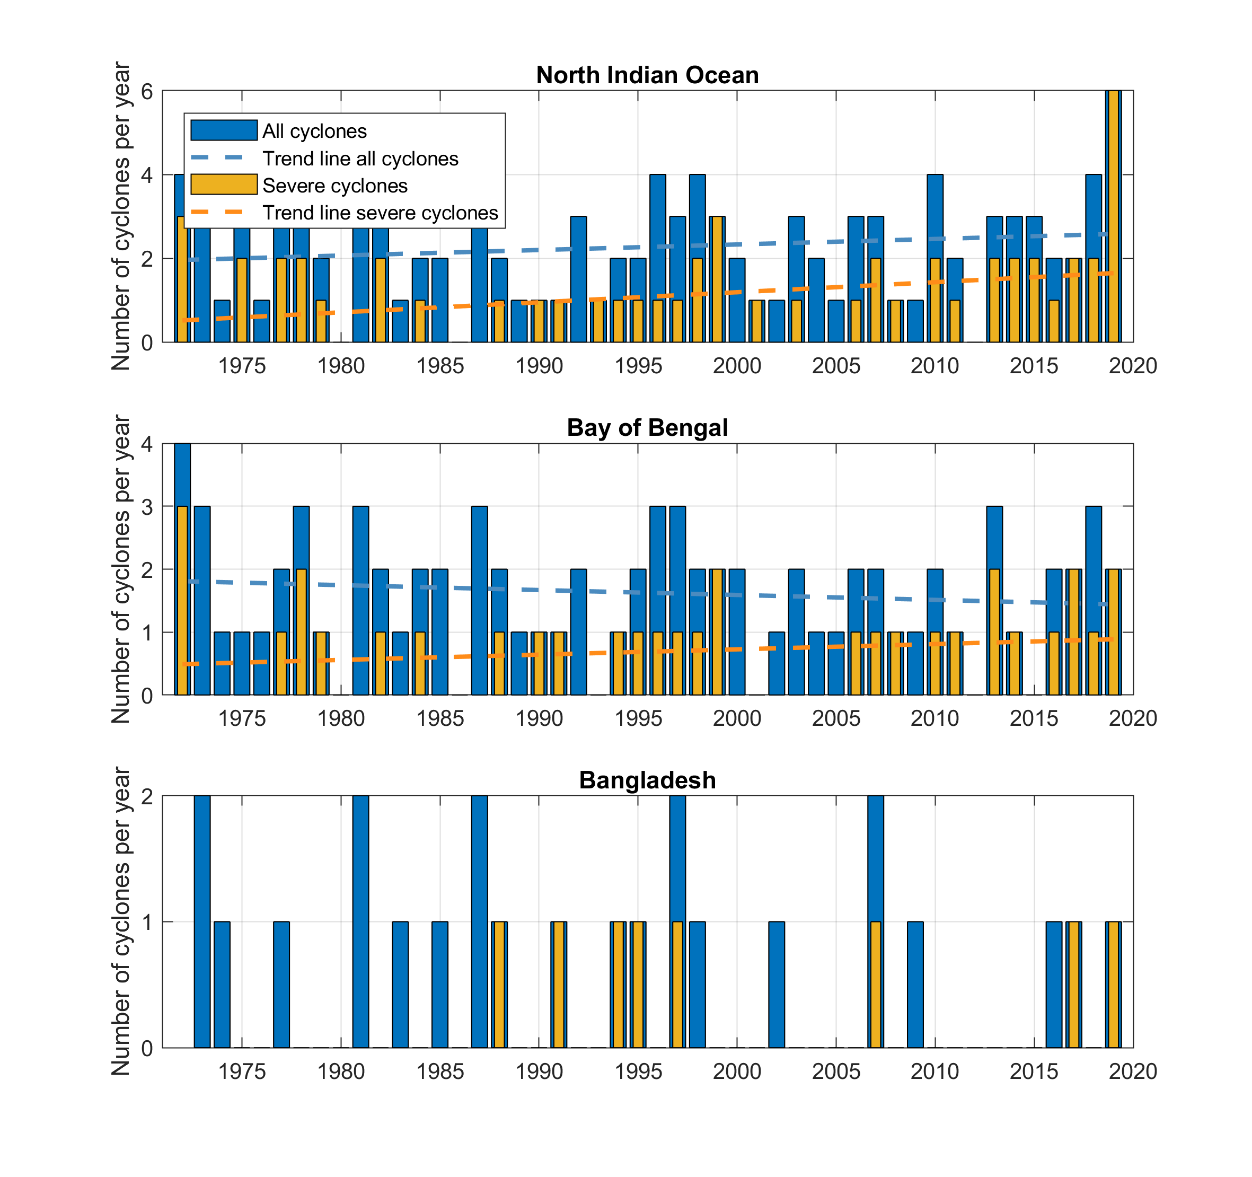 North Indian Ocean
Number of cyclones per year
6
4
2
0
All cyclones
Trend line all cyclones
Severe cyclones
Trend line severe cyclones
1975 1980 1985 1990 1995 2000 2005 2010 2015 2020
Bay of Bengal
Number of cyclones per year
4
3
2
1
0
1975 1980 1985 1990 1995 2000 2005 2010 2015 2020
Bangladesh
Number of cyclones per year
2
1
0
1975 1980 1985 1990 1995 2000 2005 2010 2015 2020